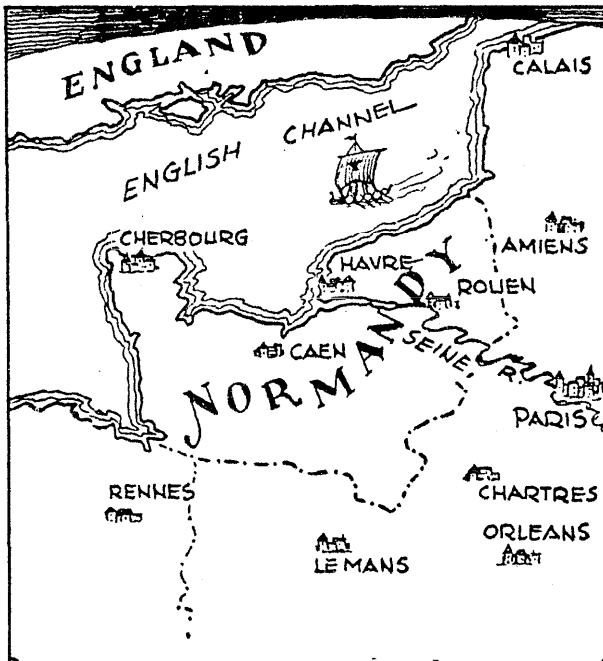 ENGLAND
CALAIS
ENGLISH CHANNEL
CHERBOURG
AMIENS
HAVRE
ROUEN
NORMANDY
CAEN
SEINE R.
PARIS
RENNES
CHARTRES
ORLEANS
LE MANS